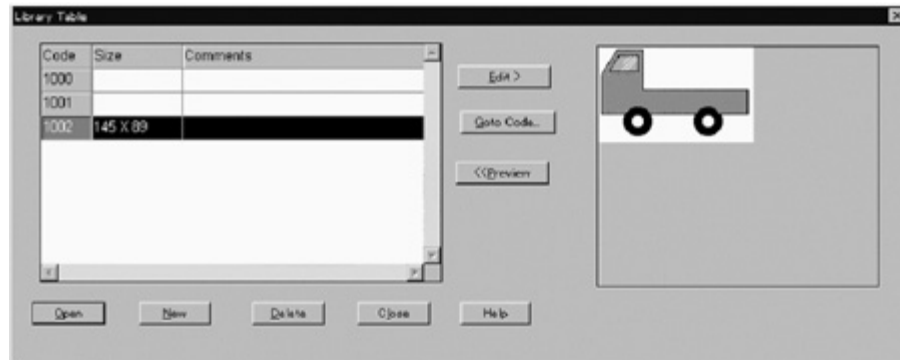 Library Table
Code Size Comments
1000
1001
1002 145 X 89
Edit >
Goto Code...
<<Preview
Open New Delete Close Help